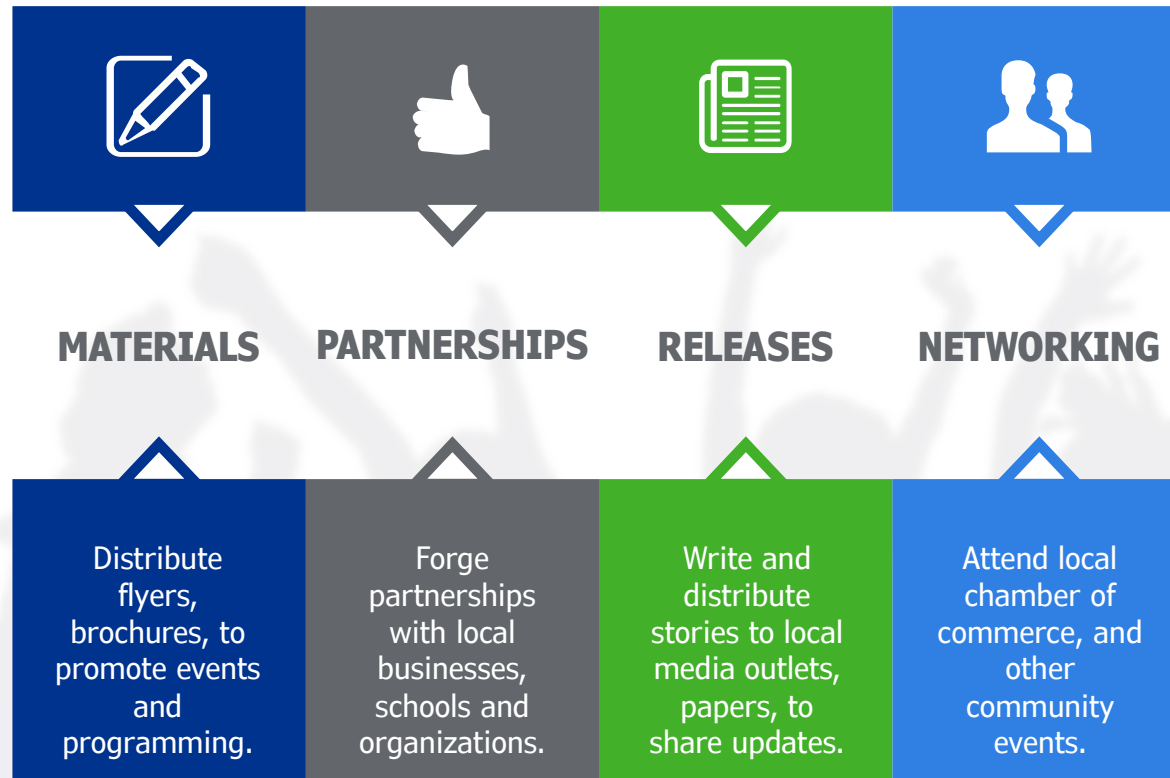 MATERIALS
PARTNERSHIPS
RELEASES
NETWORKING
Distribute
flyers,
brochures, to
promote events
and
programming.
Forge
partnerships
with local
businesses,
schools and
organizations.
Write and
distribute
stories to local
media outlets,
papers, to
share updates.
Attend local
chamber of
commerce, and
other
community
events.